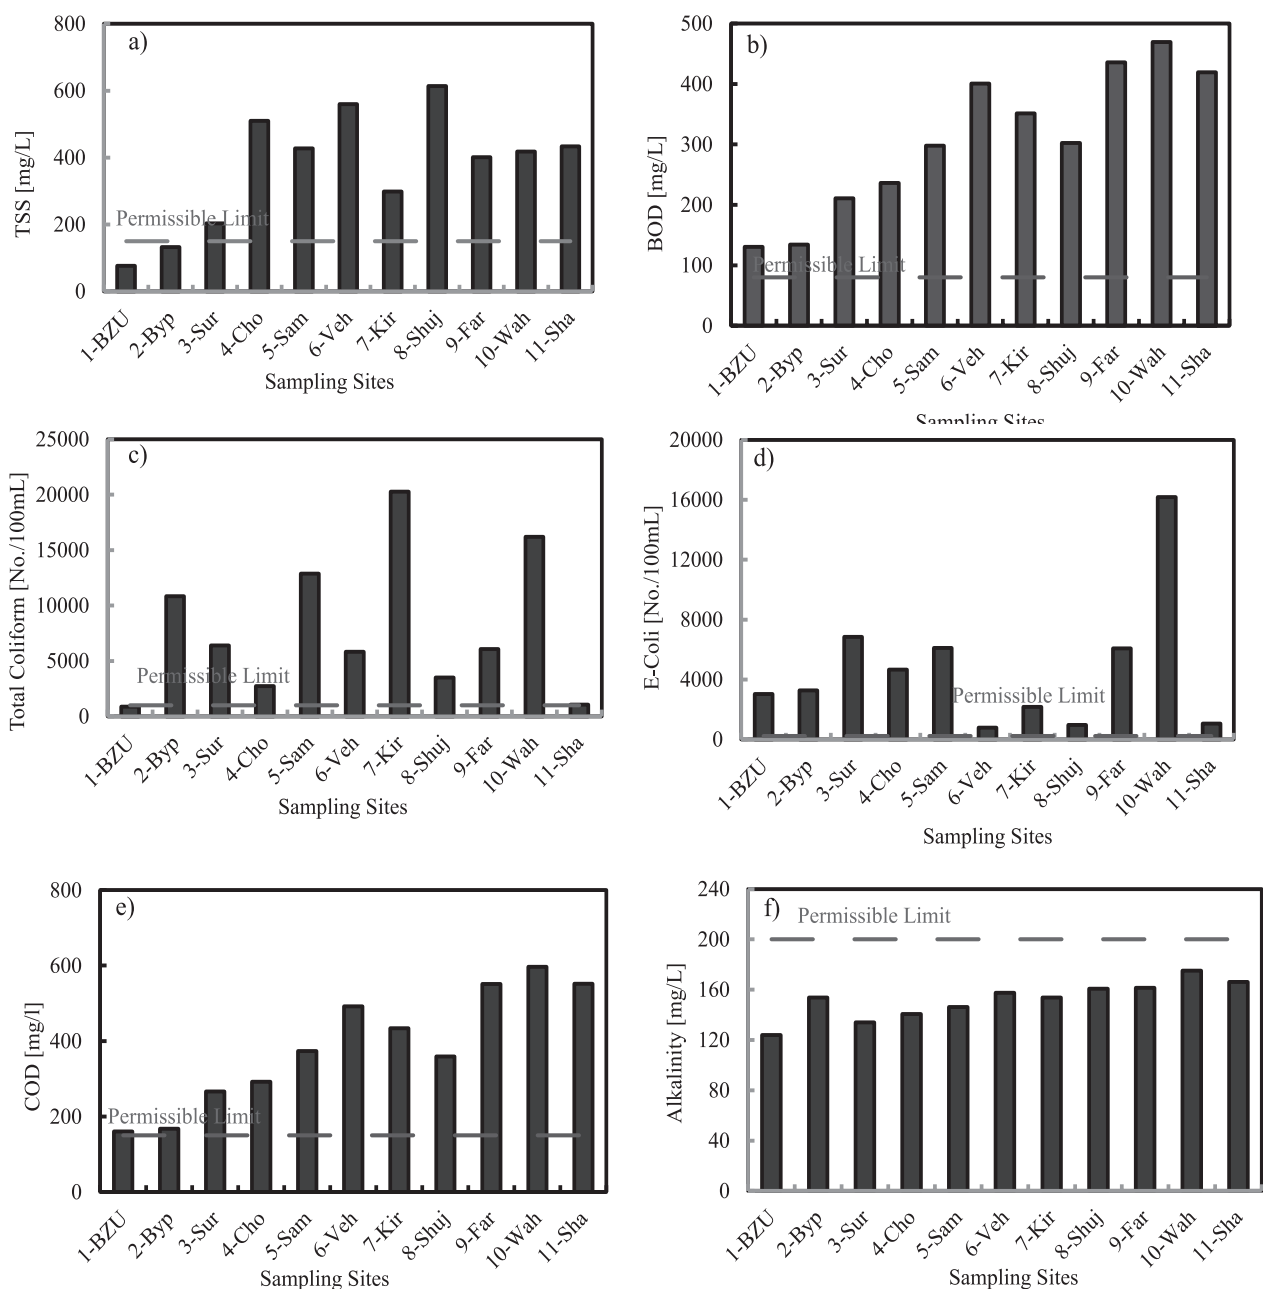 a)
800
600
400
200
0
TSS [mg/L]
Permissible Limit
1-BZU
2-Byp
3-Sur
4-Cho
5-Sam
6-Veh
7-Kir
8-Shuj
9-Far
10-Wah
11-Sha
Sampling Sites
b)
500
400
300
200
100
0
BOD [mg/L]
Permissible Limit
1-BZU
2-Byp
3-Sur
4-Cho
5-Sam
6-Veh
7-Kir
8-Shuj
9-Far
10-Wah
11-Sha
Sampling Sites
c)
25000
20000
15000
10000
5000
0
Total Coliform [No./100mL]
Permissible Limit
1-BZU
2-Byp
3-Sur
4-Cho
5-Sam
6-Veh
7-Kir
8-Shuj
9-Far
10-Wah
11-Sha
Sampling Sites
d)
20000
16000
12000
8000
4000
0
E-Coli [No./100mL]
Permissible Limit
1-BZU
2-Byp
3-Sur
4-Cho
5-Sam
6-Veh
7-Kir
8-Shuj
9-Far
10-Wah
11-Sha
Sampling Sites
e)
800
600
400
200
0
COD [mg/l]
Permissible Limit
1-BZU
2-Byp
3-Sur
4-Cho
5-Sam
6-Veh
7-Kir
8-Shuj
9-Far
10-Wah
11-Sha
Sampling Sites
f)
240
200
160
120
80
40
0
Alkalinity [mg/L]
Permissible Limit
1-BZU
2-Byp
3-Sur
4-Cho
5-Sam
6-Veh
7-Kir
8-Shuj
9-Far
10-Wah
11-Sha
Sampling Sites